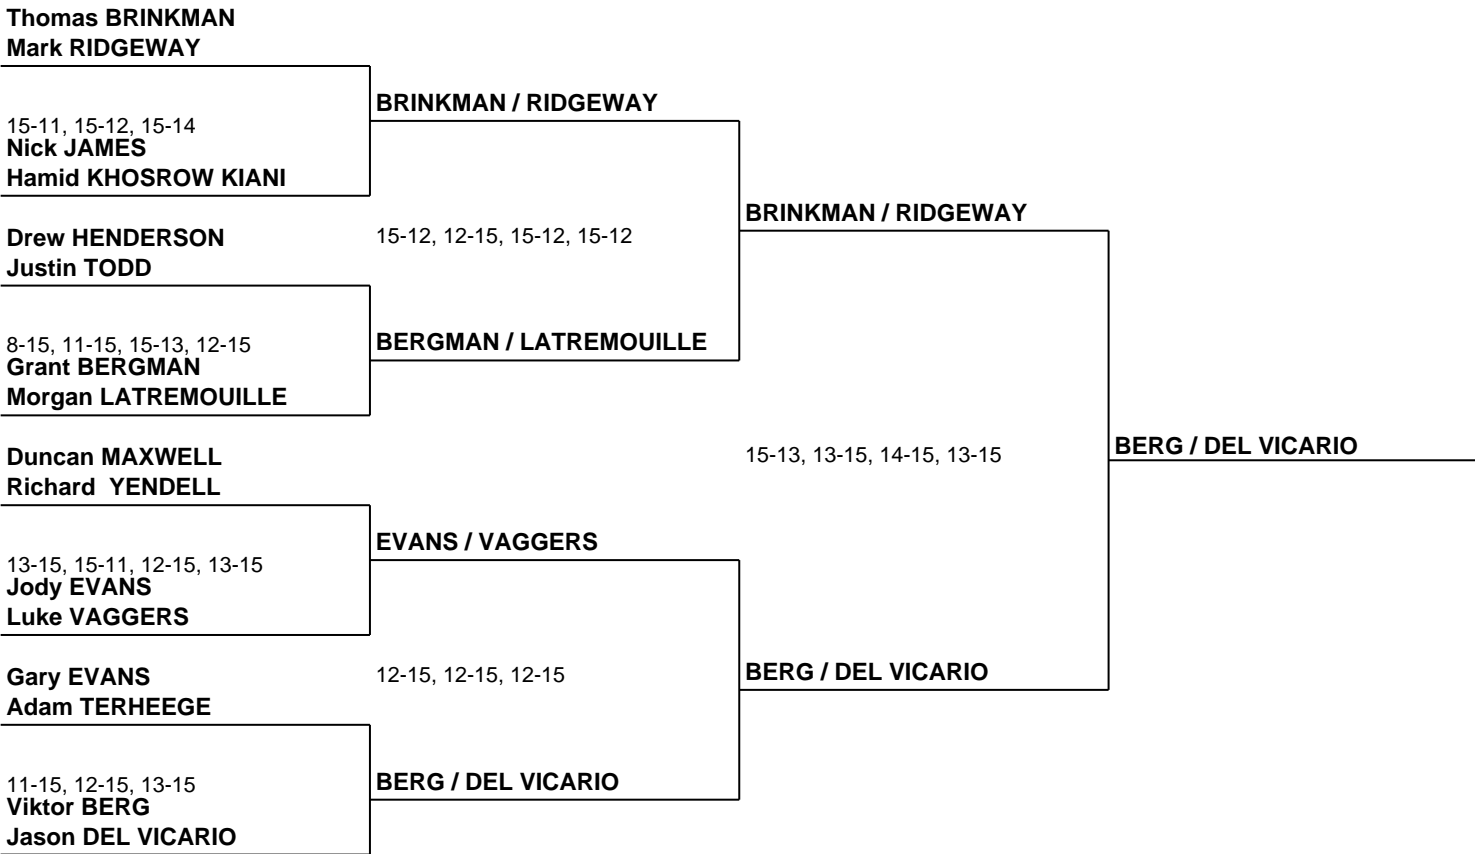 Thomas BRINKMAN
Mark RIDGEWAY
BRINKMAN / RIDGEWAY
15-11, 15-12, 15-14
Nick JAMES
Hamid KHOSROW KIANI
BRINKMAN / RIDGEWAY
Drew HENDERSON
15-12, 12-15, 15-12, 15-12
Justin TODD
BERGMAN / LATREMOUILLE
8-15, 11-15, 15-13, 12-15
Grant BERGMAN
Morgan LATREMOUILLE
BERG / DEL VICARIO
Duncan MAXWELL
15-13, 13-15, 14-15, 13-15
Richard  YENDELL
EVANS / VAGGERS
13-15, 15-11, 12-15, 13-15
Jody EVANS
Luke VAGGERS
Gary EVANS
12-15, 12-15, 12-15
BERG / DEL VICARIO
Adam TERHEEGE
BERG / DEL VICARIO
11-15, 12-15, 13-15
Viktor BERG
Jason DEL VICARIO